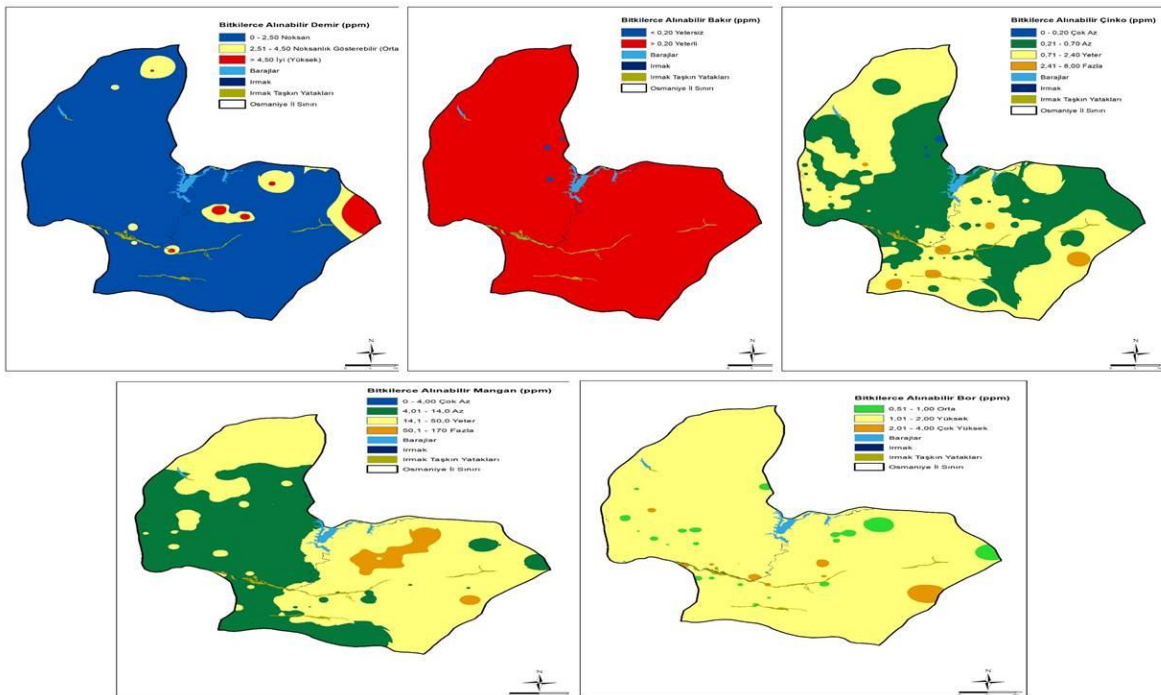 Bitkilerce Alınabilir Demir (ppm)
0 - 2,50 Noksan
2,51 - 4,50 Noksanlık Gösterebilir (Orta
> 4,50 İyi (Yüksek)
Barajlar
Irmak
Irmak Taşkın Yatakları
Osmaniye İl Sınırı
N
Bitkilerce Alınabilir Bakır (ppm)
< 0,20 Yetersiz
> 0,20 Yeterli
Barajlar
Irmak
Irmak Taşkın Yatakları
Osmaniye İl Sınırı
N
Bitkilerce Alınabilir Çinko (ppm)
0 - 0,20 Çok Az
0,21 - 0,70 Az
0,71 - 2,40 Yeter
2,41 - 8,00 Fazla
Barajlar
Irmak
Irmak Taşkın Yatakları
Osmaniye İl Sınırı
N
Bitkilerce Alınabilir Mangan (ppm)
0 - 4,00 Çok Az
4,01 - 14,0 Az
14,1 - 50,0 Yeter
50,1 - 170 Fazla
Barajlar
Irmak
Irmak Taşkın Yatakları
Osmaniye İl Sınırı
N
Bitkilerce Alınabilir Bor (ppm)
0,51 - 1,00 Orta
1,01 - 2,00 Yüksek
2,01 - 4,00 Çok Yüksek
Barajlar
Irmak
Irmak Taşkın Yatakları
Osmaniye İl Sınırı
N